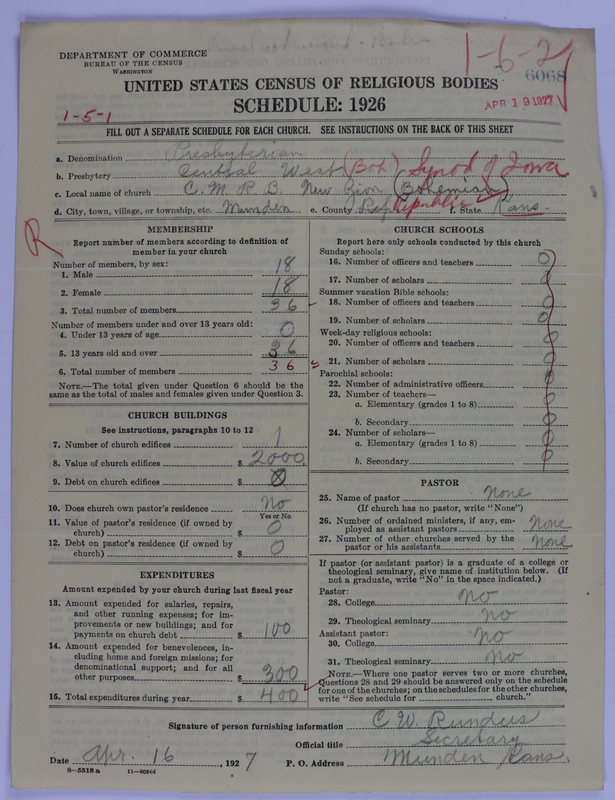 DEPARTMENT OF COMMERCE
BUREAU OF THE CENSUS
WASHINGTON
1-6-2
6068
UNITED STATES CENSUS OF RELIGIOUS BODIES
SCHEDULE: 1926
APR 19 1927
1-5-1
FILL OUT A SEPARATE SCHEDULE FOR EACH CHURCH. SEE INSTRUCTIONS ON THE BACK OF THIS SHEET
a. Denomination Presbyterian
b. Presbytery Central West (Boh) Synod of Iowa
c. Local name of church C. M. P. B. New Zion (Bohemian)
d. City, town, village, or township, etc. Munden e. County Rep Republic f. State Kans.
R
MEMBERSHIP
Report number of members according to definition of
member in your church
Number of members, by sex:
1. Male 18
2. Female 18
3. Total number of members 36
Number of members under and over 13 years old:
4. Under 13 years of age 0
5. 13 years old and over 36
6. Total number of members 36
NOTE.—The total given under Question 6 should be
same as the total of males and females given under Question 3.
CHURCH BUILDINGS
See instructions, paragraphs 10 to 12
7. Number of church edifices 1
8. Value of church edifices $ 2000
9. Debt on church edifices $ 0
10. Does church own pastor's residence No
Yes or No
11. Value of pastor's residence (if owned by
church) $ 0
12. Debt on pastor's residence (if owned by
church) $ 0
EXPENDITURES
Amount expended by your church during last fiscal year
13. Amount expended for salaries, repairs,
and other running expenses; for im-
provements or new buildings; and for
payments on church debt $ 100
14. Amount expended for benevolences, in-
cluding home and foreign missions; for
denominational support; and for all
other purposes $ 300
15. Total expenditures during year $ 400
CHURCH SCHOOLS
Report here only schools conducted by this church
Sunday schools:
16. Number of officers and teachers 0
17. Number of scholars 0
Summer vacation Bible schools:
18. Number of officers and teachers 0
19. Number of scholars 0
Week-day religious schools:
20. Number of officers and teachers 0
21. Number of scholars 0
Parochial schools:
22. Number of administrative officers 0
23. Number of teachers—
a. Elementary (grades 1 to 8) 0
b. Secondary 0
24. Number of scholars—
a. Elementary (grades 1 to 8) 0
b. Secondary 0
PASTOR
25. Name of pastor None
(If church has no pastor, write "None")
26. Number of ordained ministers, if any, em-
ployed as assistant pastors None
27. Number of other churches served by the
pastor or his assistants None
If pastor (or assistant pastor) is a graduate of a college or
theological seminary, give name of institution below. (If
not a graduate, write "No" in the space indicated.)
Pastor:
28. College no
29. Theological seminary no
Assistant pastor:
30. College no
31. Theological seminary no
NOTE.—Where one pastor serves two or more churches,
Questions 28 and 29 should be answered only on the schedule
for one of the churches; on the schedules for the other churches,
write "See schedule for church."
Signature of person furnishing information C. W. Rundus
Official title Secretary
Date Apr. 16, 1927 P. O. Address Munden Kans.
8—5518 a